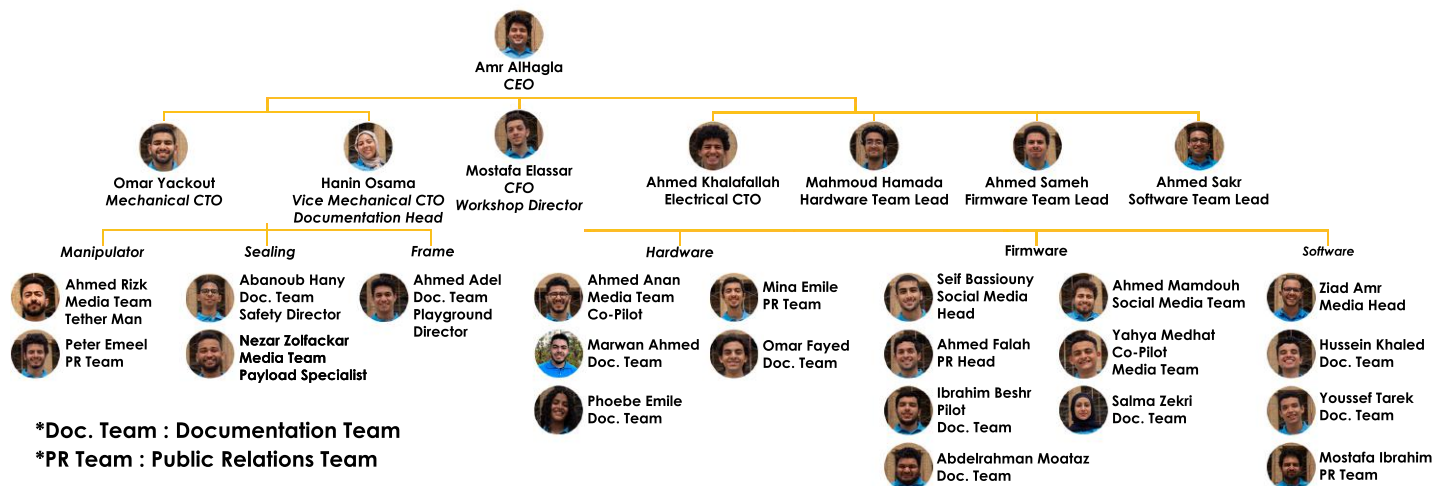 Amr AlHagla
CEO
Omar Yackout
Mechanical CTO
Hanin Osama
Vice Mechanical CTO
Documentation Head
Mostafa Elassar
CFO
Workshop Director
Ahmed Khalafallah
Electrical CTO
Mahmoud Hamada
Hardware Team Lead
Ahmed Sameh
Firmware Team Lead
Ahmed Sakr
Software Team Lead
Manipulator
Ahmed Rizk
Media Team
Tether Man
Peter Emeel
PR Team
Sealing
Abanoub Hany
Doc. Team
Safety Director
Nezar Zolfackar
Media Team
Payload Specialist
Frame
Ahmed Adel
Doc. Team
Playground
Director
Hardware
Ahmed Anan
Media Team
Co-Pilot
Marwan Ahmed
Doc. Team
Phoebe Emile
Doc. Team
Mina Emile
PR Team
Omar Fayed
Doc. Team
Firmware
Seif Bassiouny
Social Media
Head
Ahmed Falah
PR Head
Ibrahim Beshr
Pilot
Doc. Team
Abdelrahman Moataz
Doc. Team
Ahmed Mamdouh
Social Media Team
Yahya Medhat
Co-Pilot
Media Team
Salma Zekri
Doc. Team
Software
Ziad Amr
Media Head
Hussein Khaled
Doc. Team
Youssef Tarek
Doc. Team
Mostafa Ibrahim
PR Team
*Doc. Team : Documentation Team
*PR Team : Public Relations Team